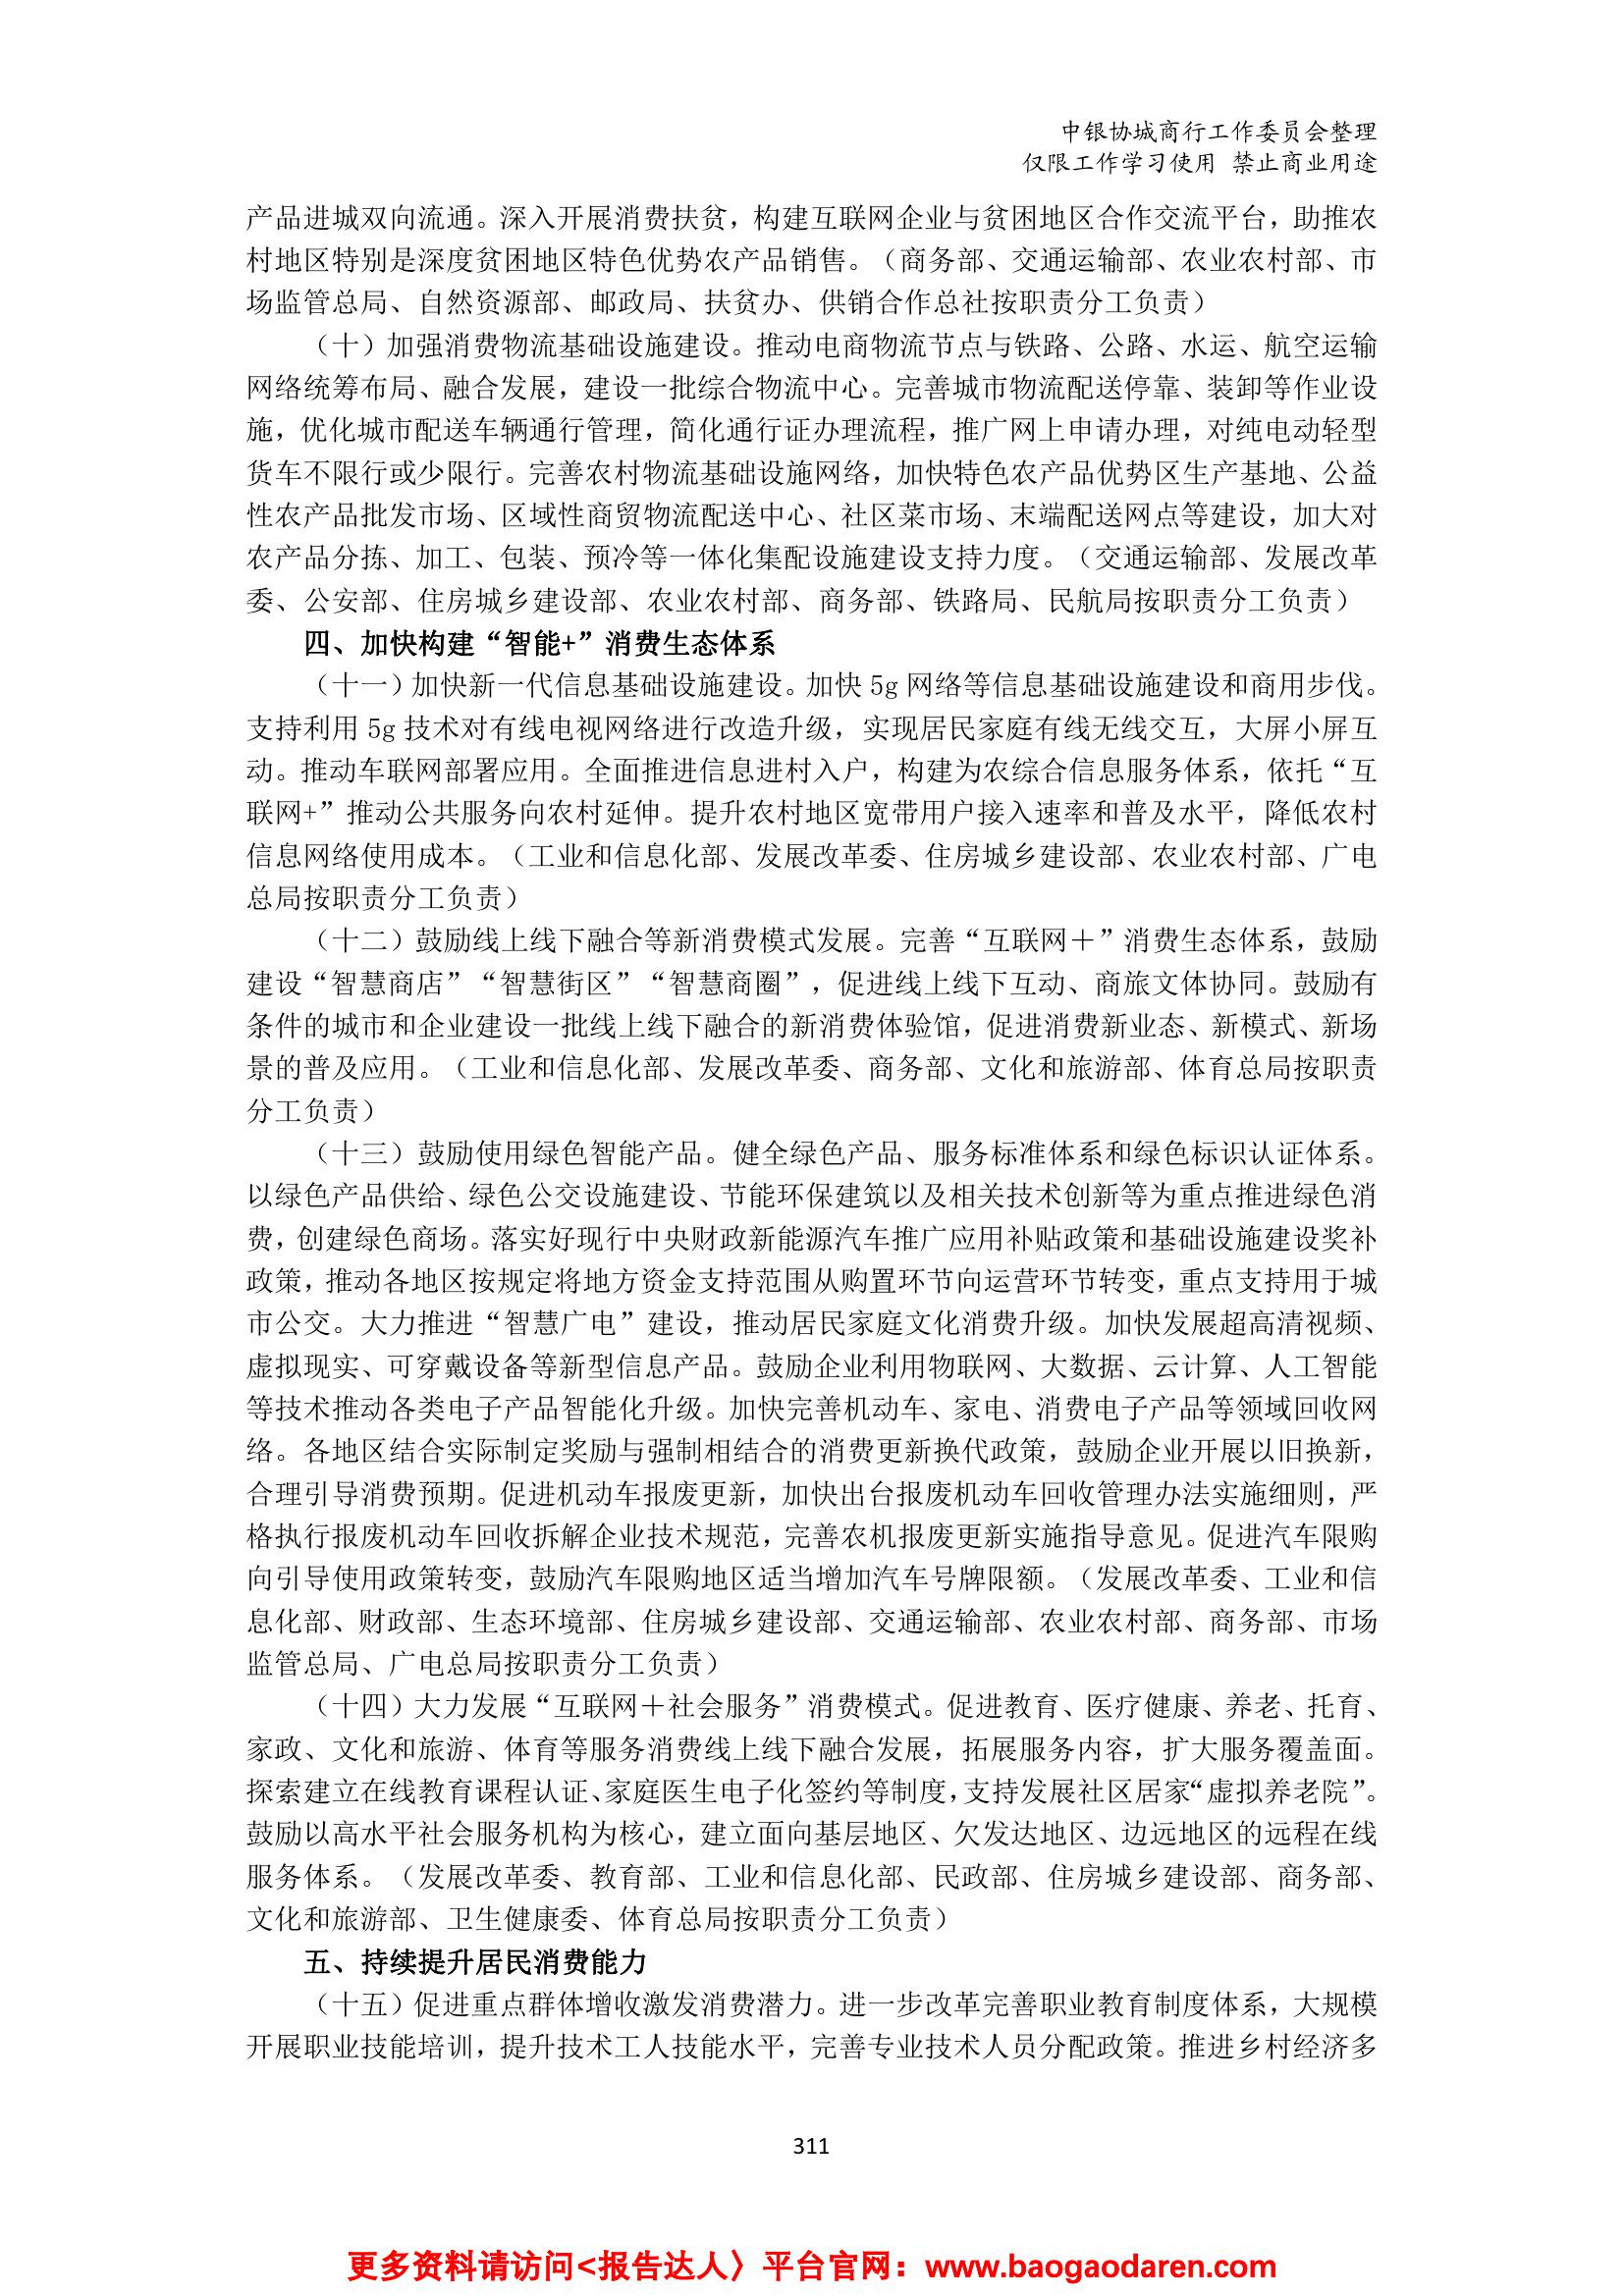 中银协城商行工作委员会整理
仅限工作学习使用 禁止商业用途
产品进城双向流通。深入开展消费扶贫，构建互联网企业与贫困地区合作交流平台，助推农
村地区特别是深度贫困地区特色优势农产品销售。（商务部、交通运输部、农业农村部、市
场监管总局、自然资源部、邮政局、扶贫办、供销合作总社按职责分工负责）
（十）加强消费物流基础设施建设。推动电商物流节点与铁路、公路、水运、航空运输
网络统筹布局、融合发展，建设一批综合物流中心。完善城市物流配送停靠、装卸等作业设
施，优化城市配送车辆通行管理，简化通行证办理流程，推广网上申请办理，对纯电动轻型
货车不限行或少限行。完善农村物流基础设施网络，加快特色农产品优势区生产基地、公益
性农产品批发市场、区域性商贸物流配送中心、社区菜市场、末端配送网点等建设，加大对
农产品分拣、加工、包装、预冷等一体化集配设施建设支持力度。（交通运输部、发展改革
委、公安部、住房城乡建设部、农业农村部、商务部、铁路局、民航局按职责分工负责）
四、加快构建“智能+”消费生态体系
（十一）加快新一代信息基础设施建设。加快 5g 网络等信息基础设施建设和商用步伐。
支持利用 5g 技术对有线电视网络进行改造升级，实现居民家庭有线无线交互，大屏小屏互
动。推动车联网部署应用。全面推进信息进村入户，构建为农综合信息服务体系，依托“互
联网+”推动公共服务向农村延伸。提升农村地区宽带用户接入速率和普及水平，降低农村
信息网络使用成本。（工业和信息化部、发展改革委、住房城乡建设部、农业农村部、广电
总局按职责分工负责）
（十二）鼓励线上线下融合等新消费模式发展。完善“互联网＋”消费生态体系，鼓励
建设“智慧商店”“智慧街区”“智慧商圈”，促进线上线下互动、商旅文体协同。鼓励有
条件的城市和企业建设一批线上线下融合的新消费体验馆，促进消费新业态、新模式、新场
景的普及应用。（工业和信息化部、发展改革委、商务部、文化和旅游部、体育总局按职责
分工负责）
（十三）鼓励使用绿色智能产品。健全绿色产品、服务标准体系和绿色标识认证体系。
以绿色产品供给、绿色公交设施建设、节能环保建筑以及相关技术创新等为重点推进绿色消
费，创建绿色商场。落实好现行中央财政新能源汽车推广应用补贴政策和基础设施建设奖补
政策，推动各地区按规定将地方资金支持范围从购置环节向运营环节转变，重点支持用于城
市公交。大力推进“智慧广电”建设，推动居民家庭文化消费升级。加快发展超高清视频、
虚拟现实、可穿戴设备等新型信息产品。鼓励企业利用物联网、大数据、云计算、人工智能
等技术推动各类电子产品智能化升级。加快完善机动车、家电、消费电子产品等领域回收网
络。各地区结合实际制定奖励与强制相结合的消费更新换代政策，鼓励企业开展以旧换新，
合理引导消费预期。促进机动车报废更新，加快出台报废机动车回收管理办法实施细则，严
格执行报废机动车回收拆解企业技术规范，完善农机报废更新实施指导意见。促进汽车限购
向引导使用政策转变，鼓励汽车限购地区适当增加汽车号牌限额。（发展改革委、工业和信
息化部、财政部、生态环境部、住房城乡建设部、交通运输部、农业农村部、商务部、市场
监管总局、广电总局按职责分工负责）
（十四）大力发展“互联网＋社会服务”消费模式。促进教育、医疗健康、养老、托育、
家政、文化和旅游、体育等服务消费线上线下融合发展，拓展服务内容，扩大服务覆盖面。
探索建立在线教育课程认证、家庭医生电子化签约等制度，支持发展社区居家“虚拟养老院”。
鼓励以高水平社会服务机构为核心，建立面向基层地区、欠发达地区、边远地区的远程在线
服务体系。（发展改革委、教育部、工业和信息化部、民政部、住房城乡建设部、商务部、
文化和旅游部、卫生健康委、体育总局按职责分工负责）
五、持续提升居民消费能力
（十五）促进重点群体增收激发消费潜力。进一步改革完善职业教育制度体系，大规模
开展职业技能培训，提升技术工人技能水平，完善专业技术人员分配政策。推进乡村经济多
311
更多资料请访问<报告达人〉平台官网：www.baogaodaren.com